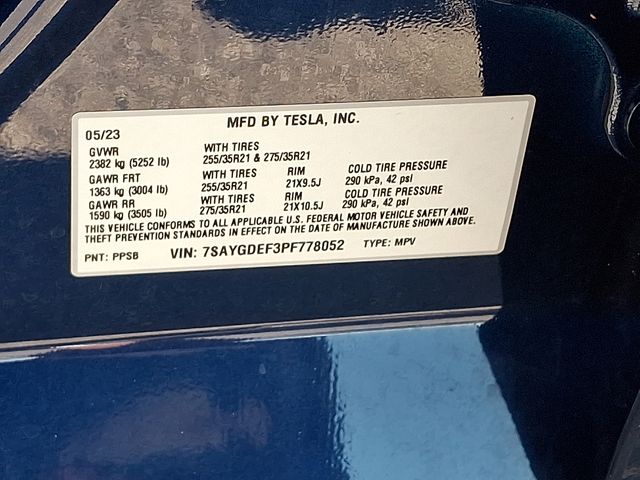 MFD BY TESLA, INC.
05/23
GVWR WITH TIRES
2382 kg (5252 lb) 255/35R21 & 275/35R21
GAWR FRT WITH TIRES RIM COLD TIRE PRESSURE
1363 kg (3004 lb) 255/35R21 21X9.5J 290 kPa, 42 psi
GAWR RR WITH TIRES RIM COLD TIRE PRESSURE
1590 kg (3505 lb) 275/35R21 21X10.5J 290 kPa, 42 psi
THIS VEHICLE CONFORMS TO ALL APPLICABLE U.S. FEDERAL MOTOR VEHICLE SAFETY AND
THEFT PREVENTION STANDARDS IN EFFECT ON THE DATE OF MANUFACTURE SHOWN ABOVE.
PNT: PPSB VIN: 7SAYGDEF3PF778052 TYPE: MPV